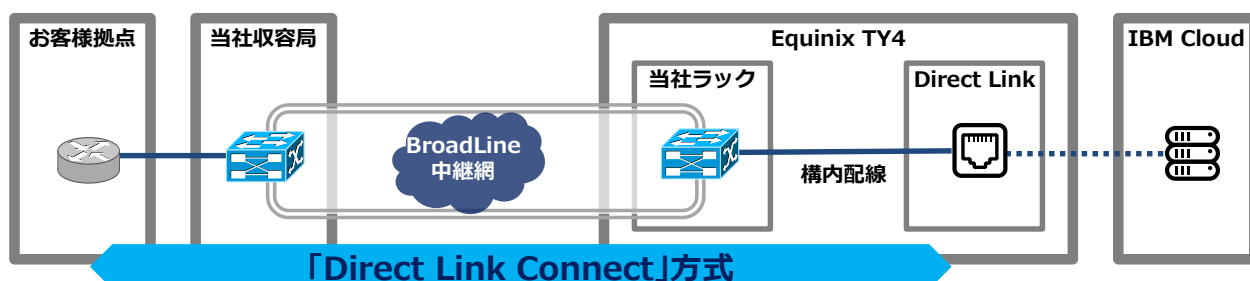 お客様拠点
当社収容局
Equinix TY4
IBM Cloud
当社ラック
Direct Link
BroadLine
中継網
構内配線
「Direct Link Connect」方式